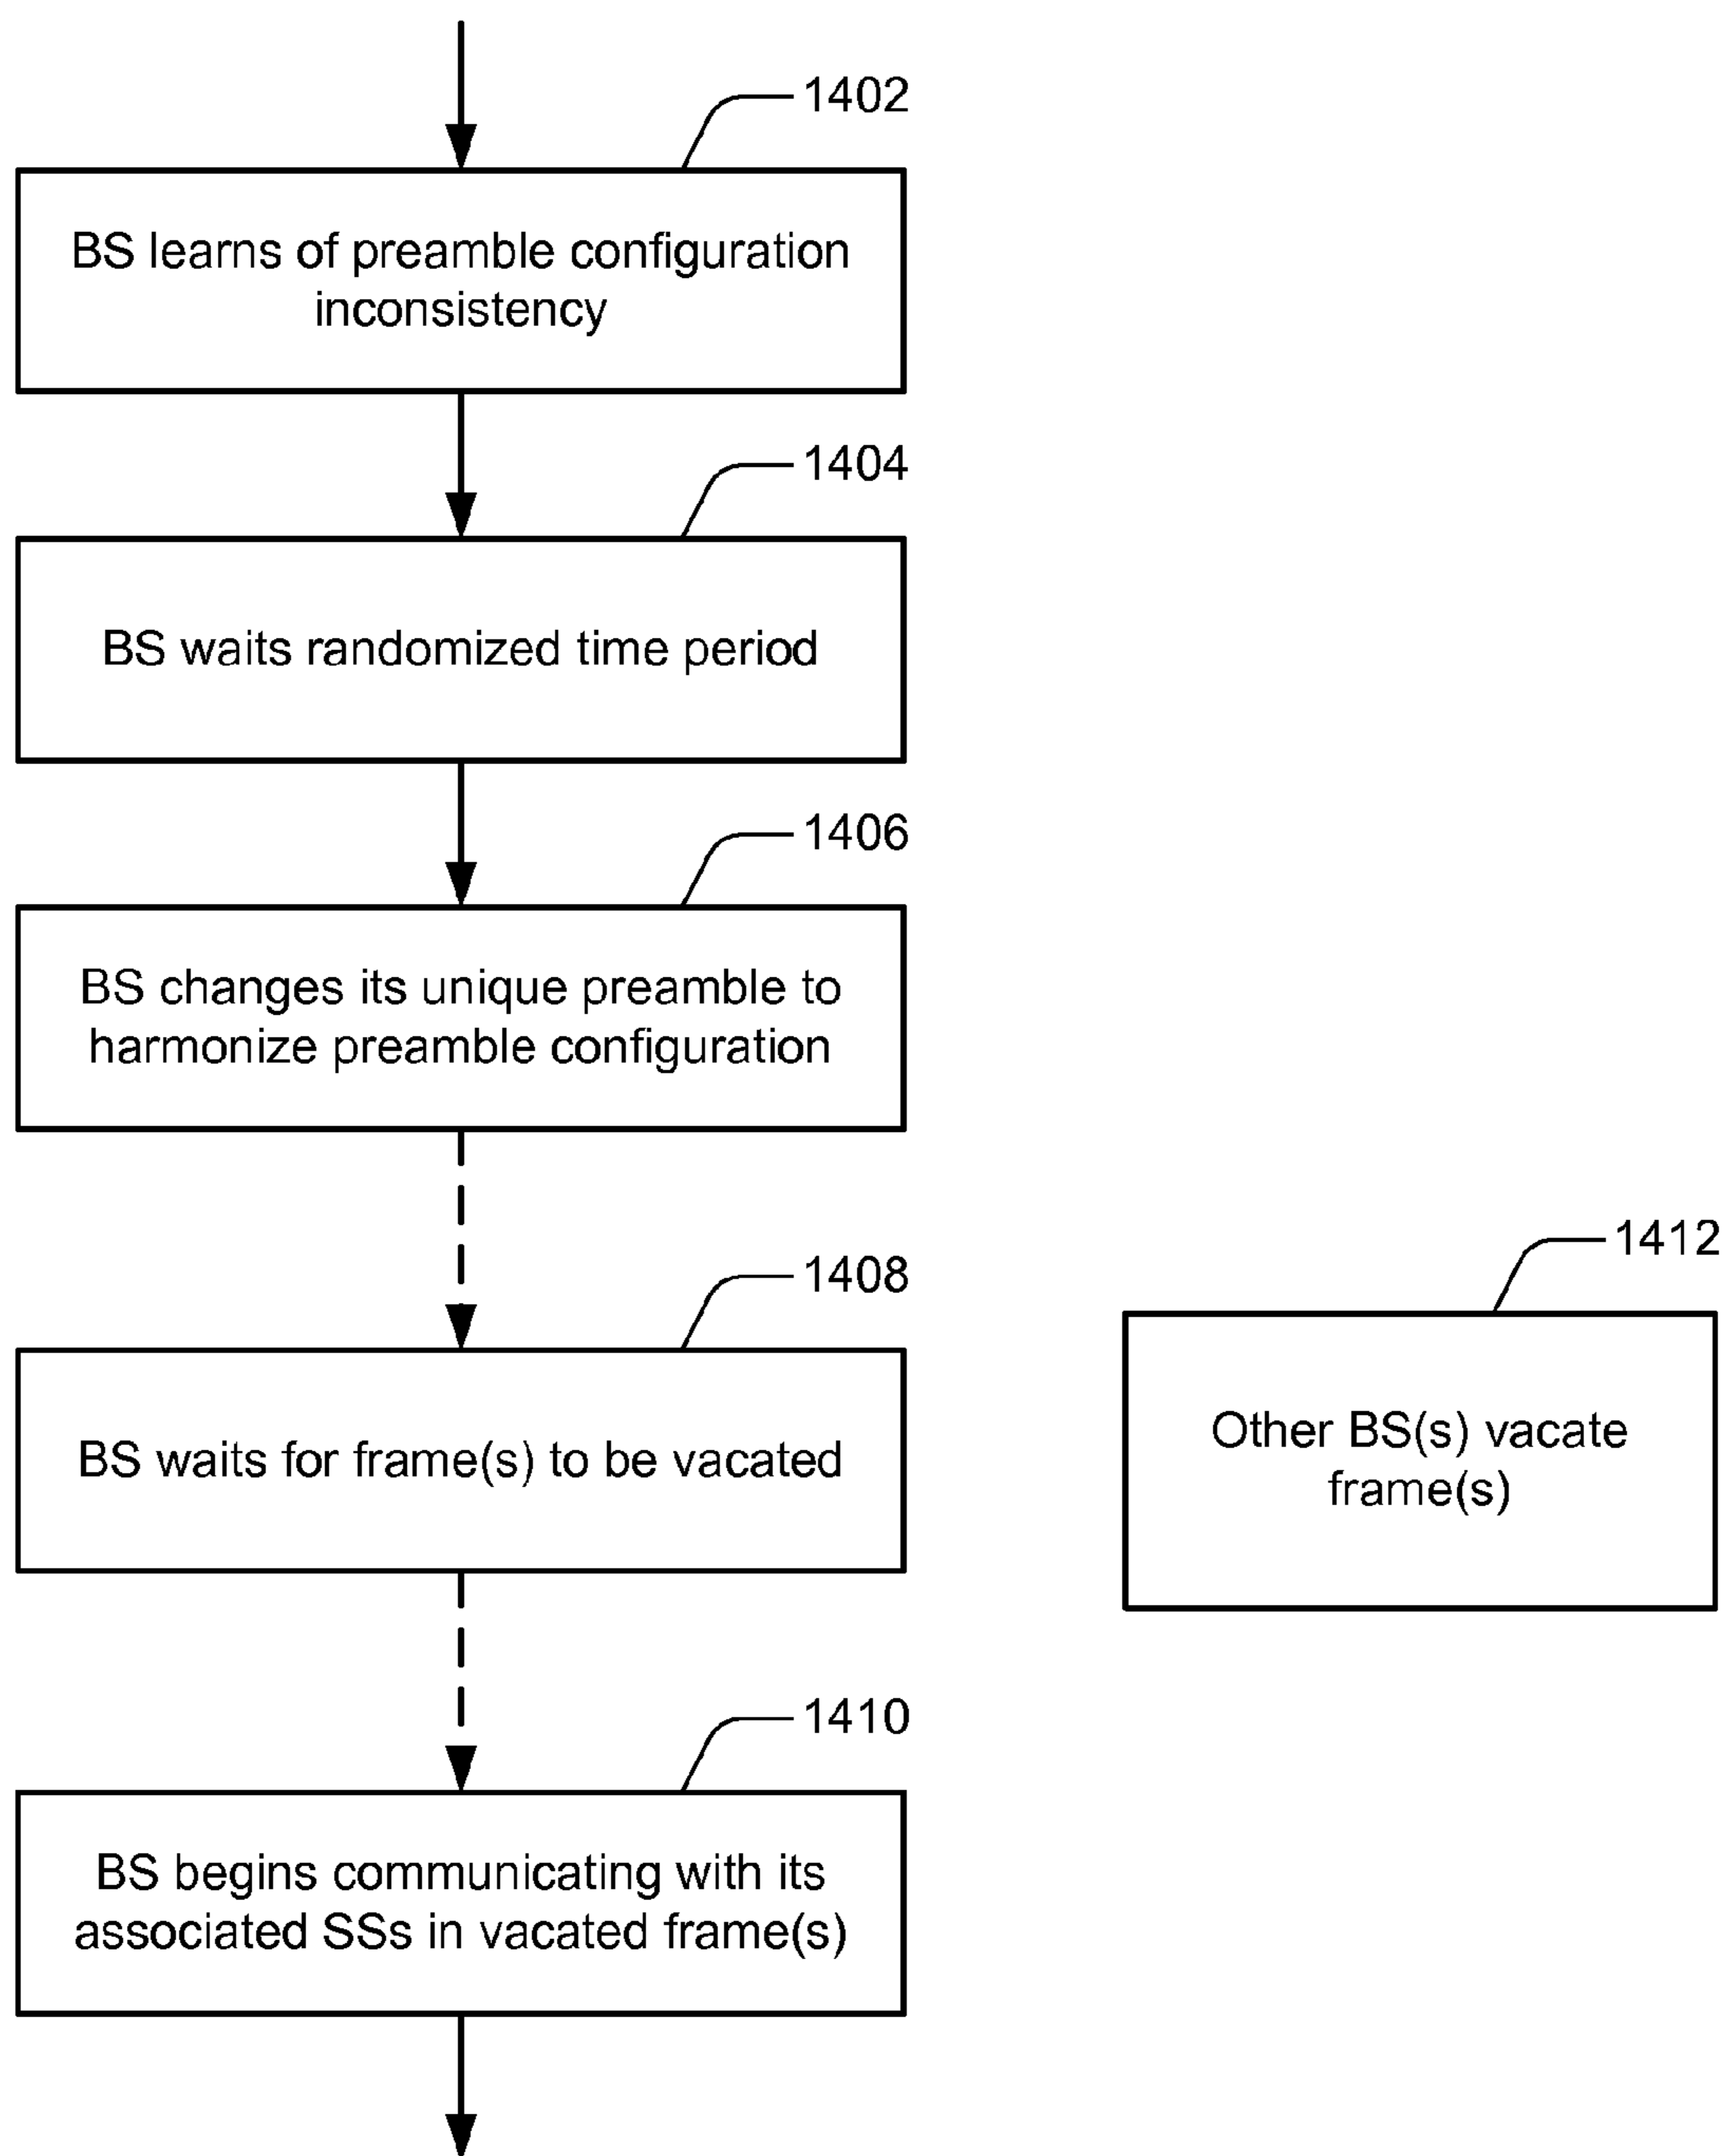 1402
BS learns of preamble configuration
inconsistency
1404
BS waits randomized time period
1406
BS changes its unique preamble to
harmonize preamble configuration
1408
BS waits for frame(s) to be vacated
1412
Other BS(s) vacate
frame(s)
1410
BS begins communicating with its
associated SSs in vacated frame(s)